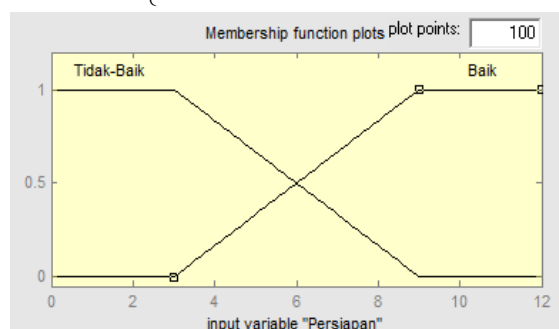 Membership function plots plot points: 100
Tidak-Baik Baik
1
0.5
0
0 2 4 6 8 10 12
input variable "Persiapan"